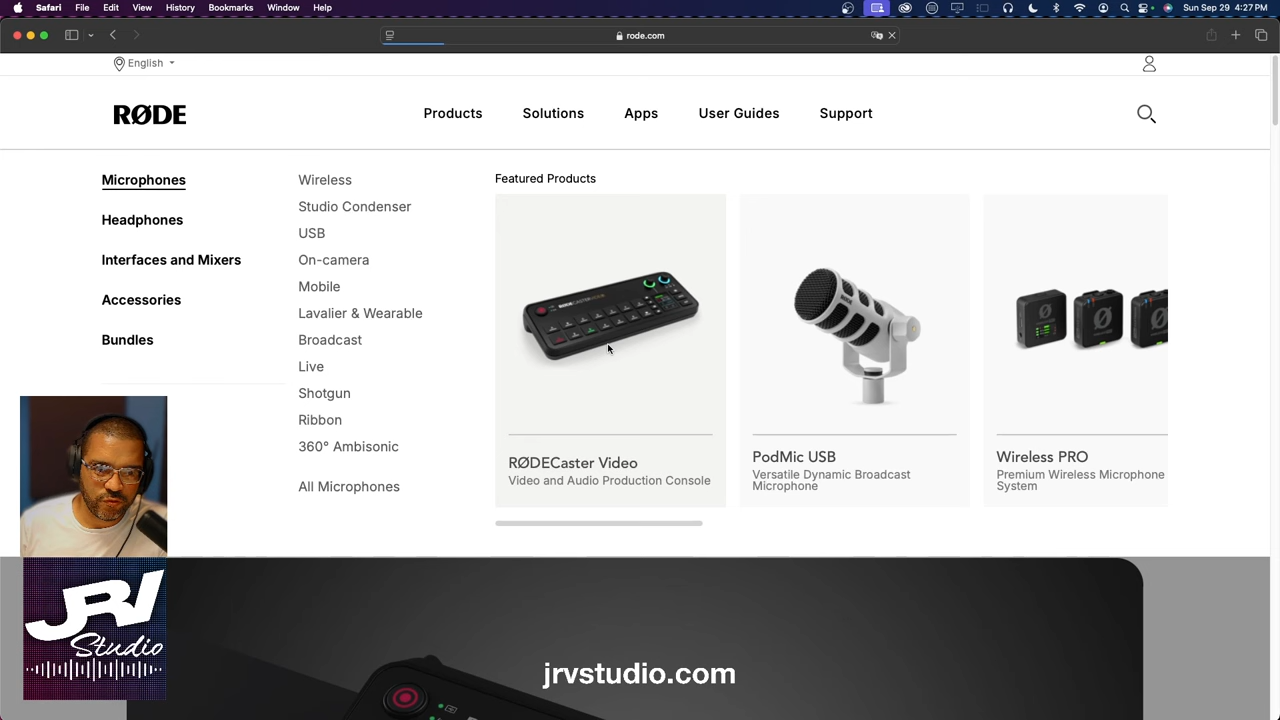 Safari File Edit View History Bookmarks Window Help Sun Sep 29 4:27 PM
rode.com
English
RØDE
Products Solutions Apps User Guides Support
Microphones
Headphones
Interfaces and Mixers
Accessories
Bundles
Wireless
Studio Condenser
USB
On-camera
Mobile
Lavalier & Wearable
Broadcast
Live
Shotgun
Ribbon
360° Ambisonic
All Microphones
Featured Products
RØDECaster Video
Video and Audio Production Console
PodMic USB
Versatile Dynamic Broadcast
Microphone
Wireless PRO
Premium Wireless Microphone
System
JRV
Studio
jrvstudio.com